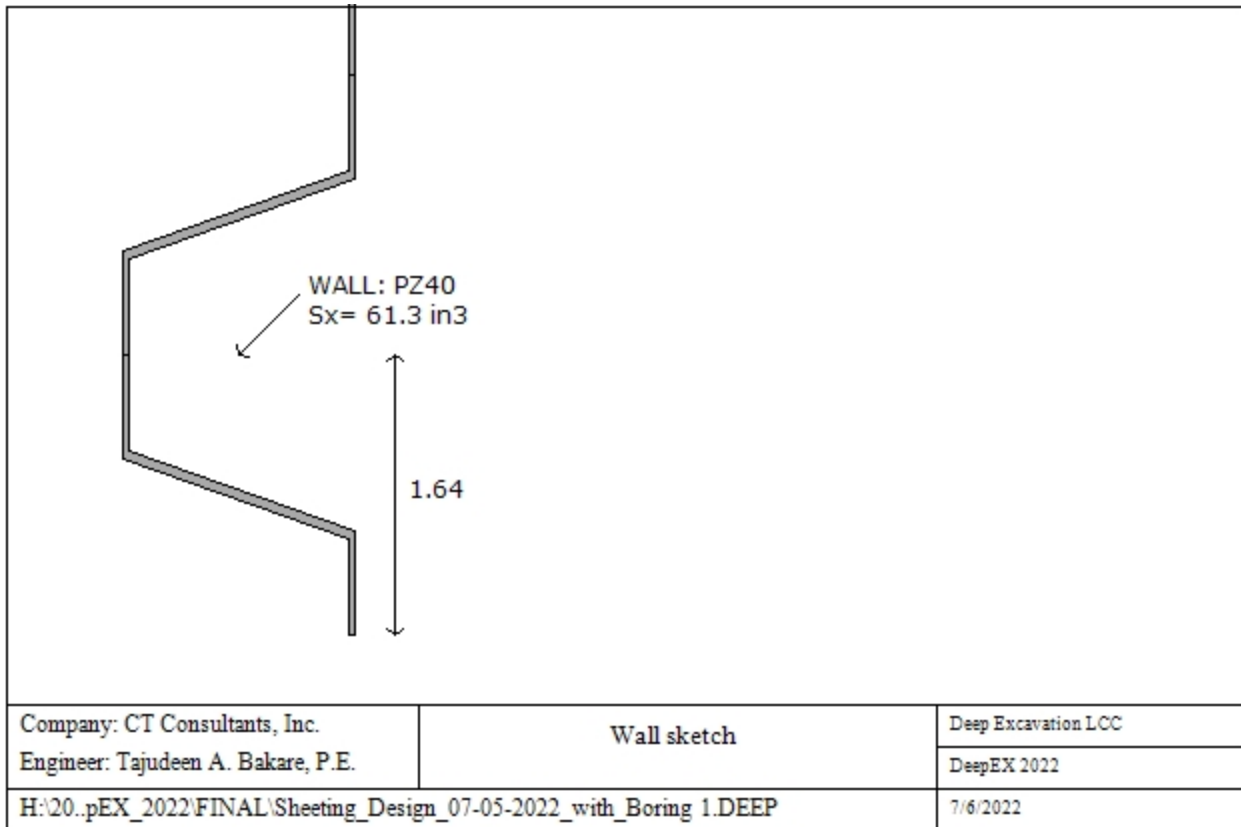 WALL: PZ40
Sx= 61.3 in3
1.64
Company: CT Consultants, Inc.
Engineer: Tajudeen A. Bakare, P.E.
Wall sketch
Deep Excavation LCC
DeepEX 2022
H:\20..pEX_2022\FINAL\Sheeting_Design_07-05-2022_with_Boring 1.DEEP
7/6/2022